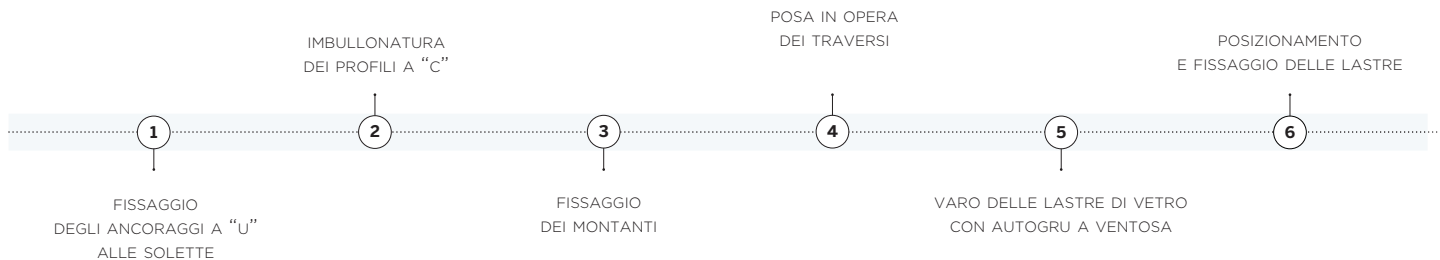 1
FISSAGGIO
DEGLI ANCORAGGI A “U”
ALLE SOLETTE
2
IMBULLONATURA
DEI PROFILI A “C”
3
FISSAGGIO
DEI MONTANTI
4
POSA IN OPERA
DEI TRAVERSI
5
VARO DELLE LASTRE DI VETRO
CON AUTOGRU A VENTOSA
6
POSIZIONAMENTO
E FISSAGGIO DELLE LASTRE